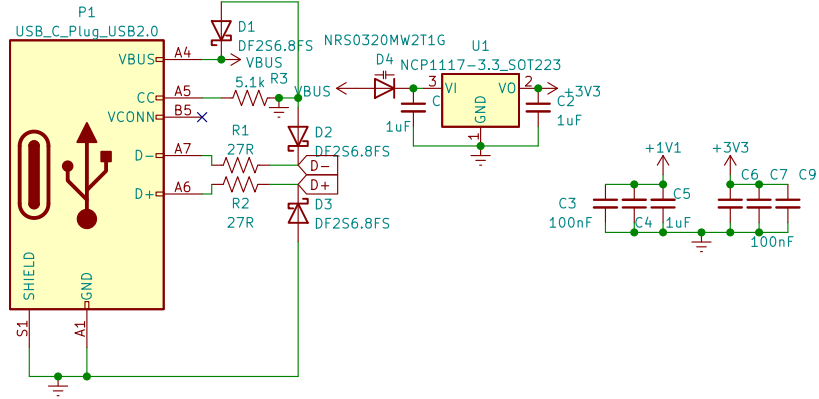 P1
USB_C_Plug_USB2.0
VBUS
A4
CC
A5
VCONN
B5
D-
A7
D+
A6
SHIELD
GND
S1
A1
D1
DF2S6.8FS
VBUS
5.1k
R3
R1
27R
R2
27R
D2
DF2S6.8FS
D-
D+
D3
DF2S6.8FS
NRS0320MW2T1G
D4
VBUS
U1
NCP1117-3.3_SOT223
3
VI
VO
2
GND
1
C
1uF
+3V3
C2
1uF
+1V1
C3
100nF
C4
C5
1uF
+3V3
C6
C7
C9
100nF